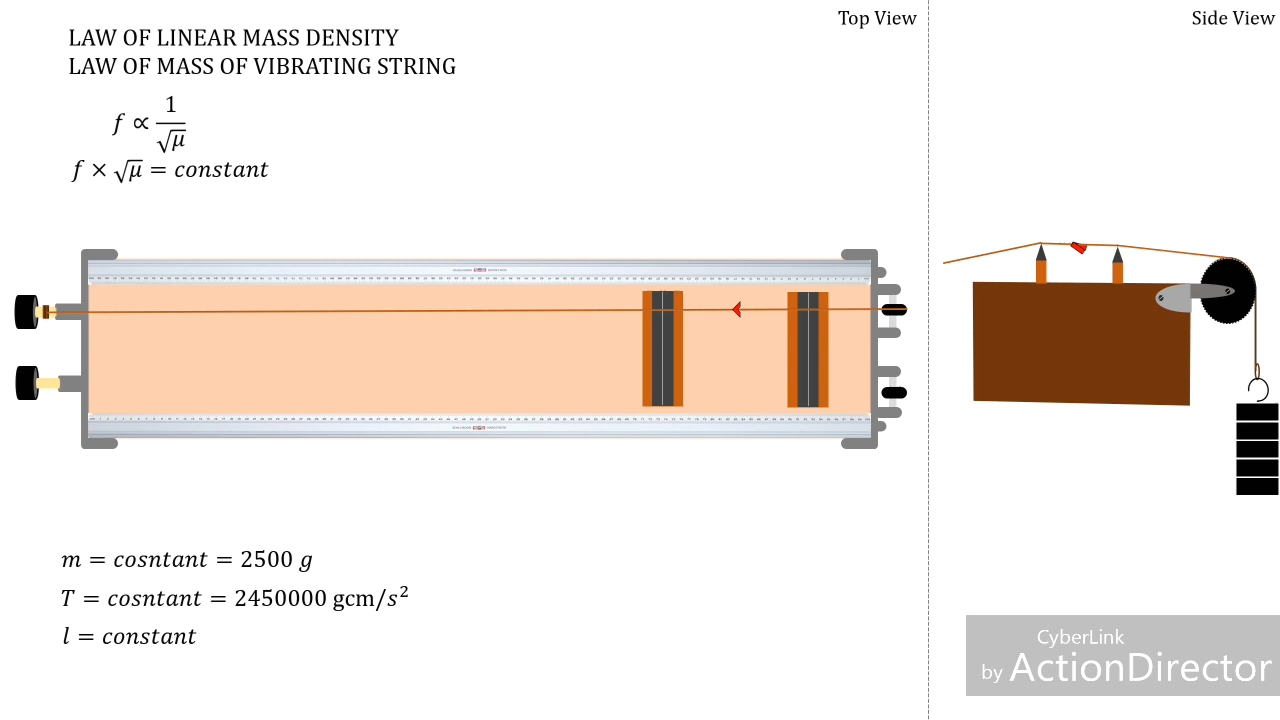 Top View
Side View
LAW OF LINEAR MASS DENSITY
LAW OF MASS OF VIBRATING STRING
f ∝ 1/√μ
f × √μ = constant
m = cosntant = 2500 g
T = cosntant = 2450000 gcm/s²
l = constant
CyberLink
by ActionDirector